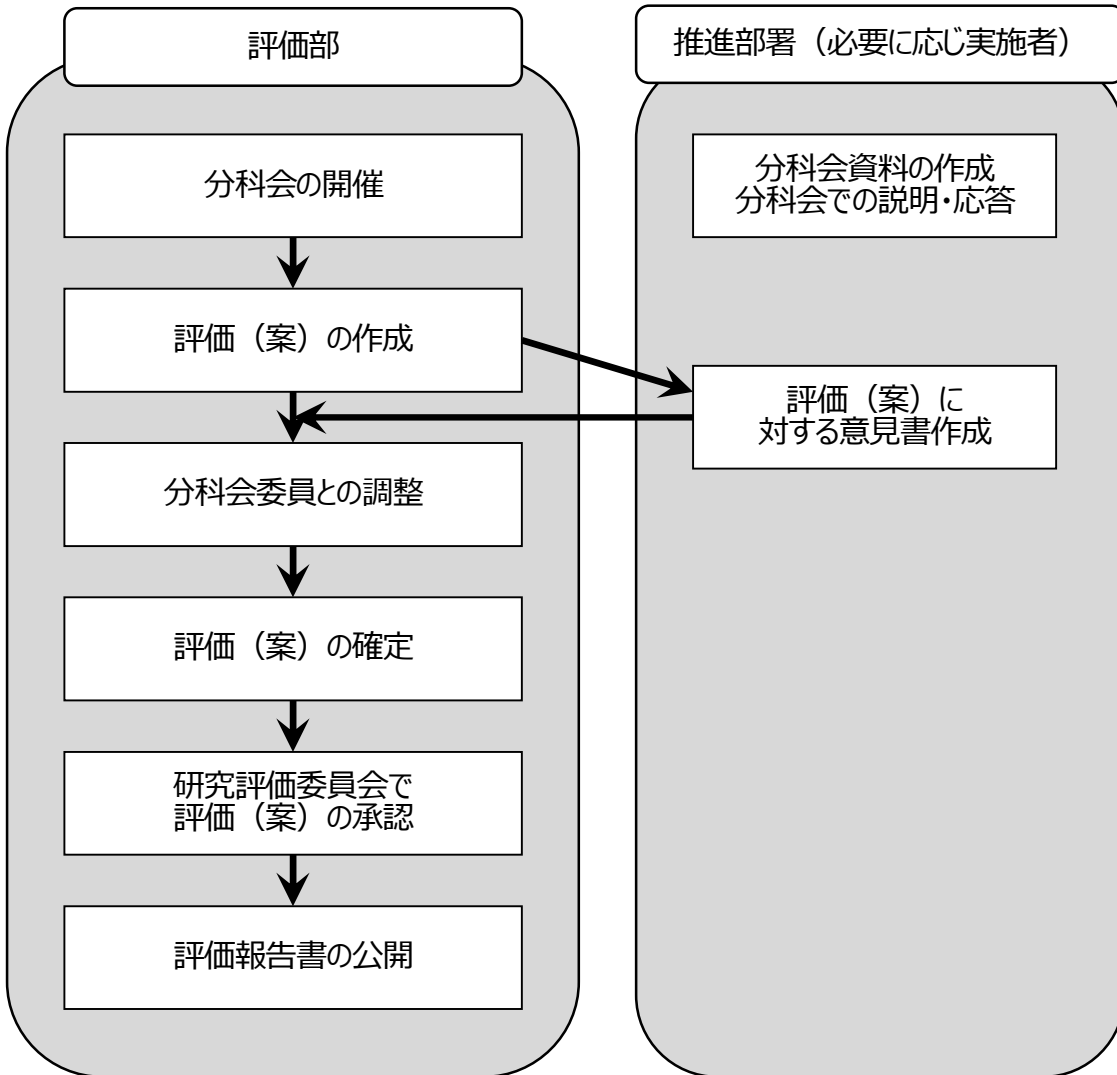 評価部
分科会の開催
評価（案）の作成
分科会委員との調整
評価（案）の確定
研究評価委員会で
評価（案）の承認
評価報告書の公開
推進部署（必要に応じ実施者）
分科会資料の作成
分科会での説明・応答
評価（案）に
対する意見書作成